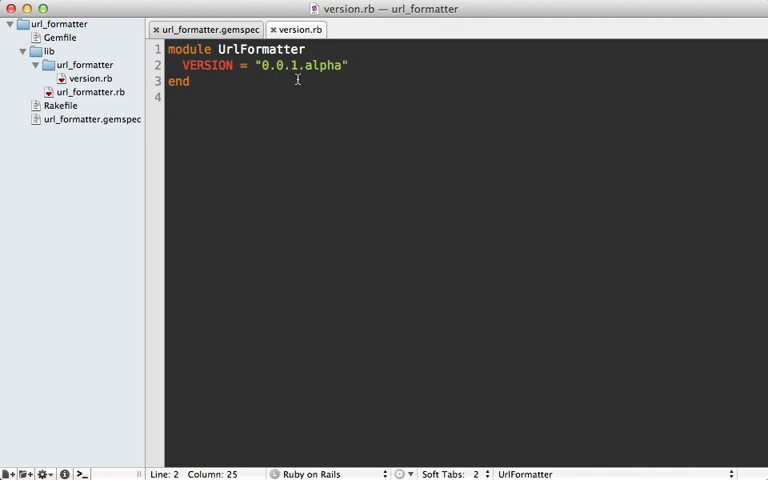 version.rb — url_formatter
url_formatter
Gemfile
lib
url_formatter
version.rb
url_formatter.rb
Rakefile
url_formatter.gemspec
url_formatter.gemspec
version.rb
1 module UrlFormatter
2 VERSION = "0.0.1.alpha"
3 end
4
Line: 2 Column: 25
Ruby on Rails
Soft Tabs: 2
UrlFormatter